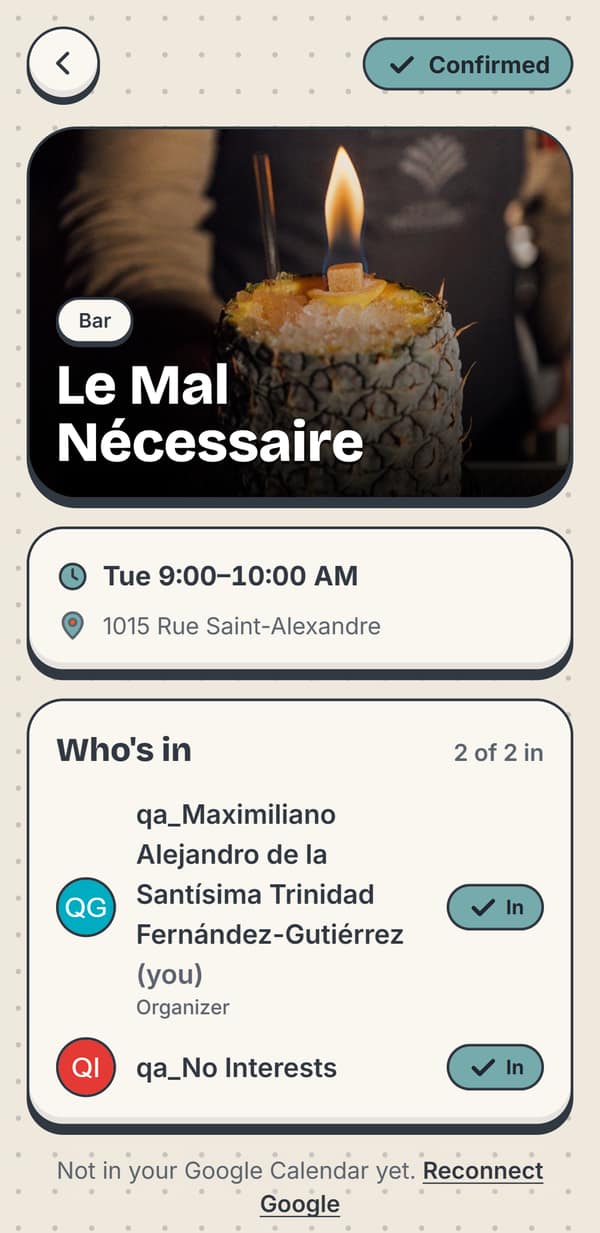 Confirmed
Bar
Le Mal
Nécessaire
Tue 9:00–10:00 AM
1015 Rue Saint-Alexandre
Who's in
2 of 2 in
qa_Maximiliano
Alejandro de la
Santísima Trinidad
Fernández-Gutiérrez
(you)
Organizer
QG
In
QI
qa_No Interests
In
Not in your Google Calendar yet. Reconnect
Google